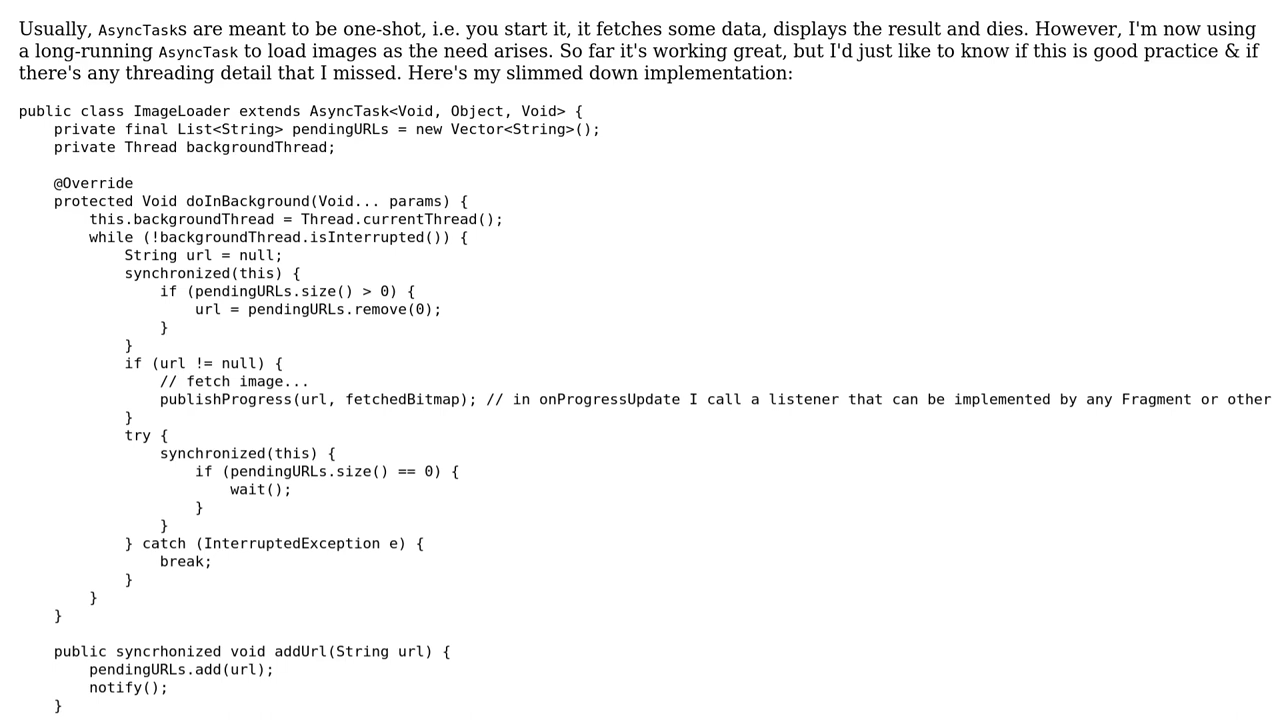 Usually, AsyncTasks are meant to be one-shot, i.e. you start it, it fetches some data, displays the result and dies. However, I'm now using
a long-running AsyncTask to load images as the need arises. So far it's working great, but I'd just like to know if this is good practice & if
there's any threading detail that I missed. Here's my slimmed down implementation:
public class ImageLoader extends AsyncTask<Void, Object, Void> {
    private final List<String> pendingURLs = new Vector<String>();
    private Thread backgroundThread;
    @Override
    protected Void doInBackground(Void... params) {
        this.backgroundThread = Thread.currentThread();
        while (!backgroundThread.isInterrupted()) {
            String url = null;
            synchronized(this) {
                if (pendingURLs.size() > 0) {
                    url = pendingURLs.remove(0);
                }
            }
            if (url != null) {
                // fetch image...
                publishProgress(url, fetchedBitmap); // in onProgressUpdate I call a listener that can be implemented by any Fragment or other
            }
            try {
                synchronized(this) {
                    if (pendingURLs.size() == 0) {
                        wait();
                    }
                }
            } catch (InterruptedException e) {
                break;
            }
        }
    }
    public syncrhonized void addUrl(String url) {
        pendingURLs.add(url);
        notify();
    }